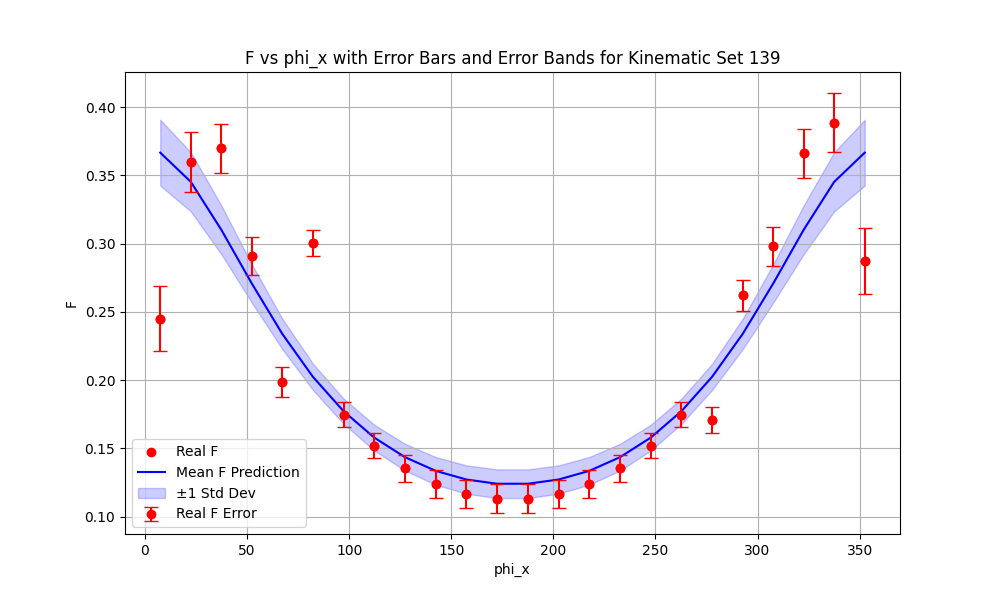 F vs phi_x with Error Bars and Error Bands for Kinematic Set 139
0.40
0.35
0.30
0.25
0.20
0.15
0.10
F
Real F
Mean F Prediction
±1 Std Dev
Real F Error
0 50 100 150 200 250 300 350
phi_x